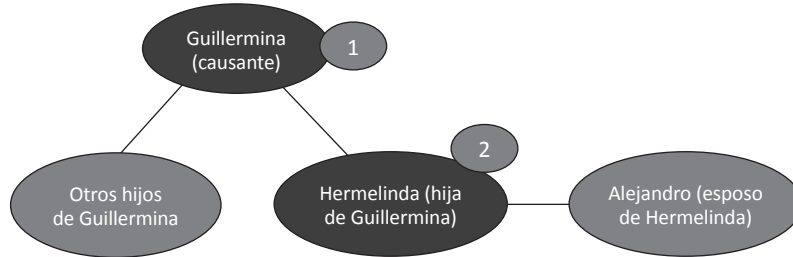 Guillermina
(causante)
1
2
Otros hijos
de Guillermina
Hermelinda (hija
de Guillermina)
Alejandro (esposo
de Hermelinda)